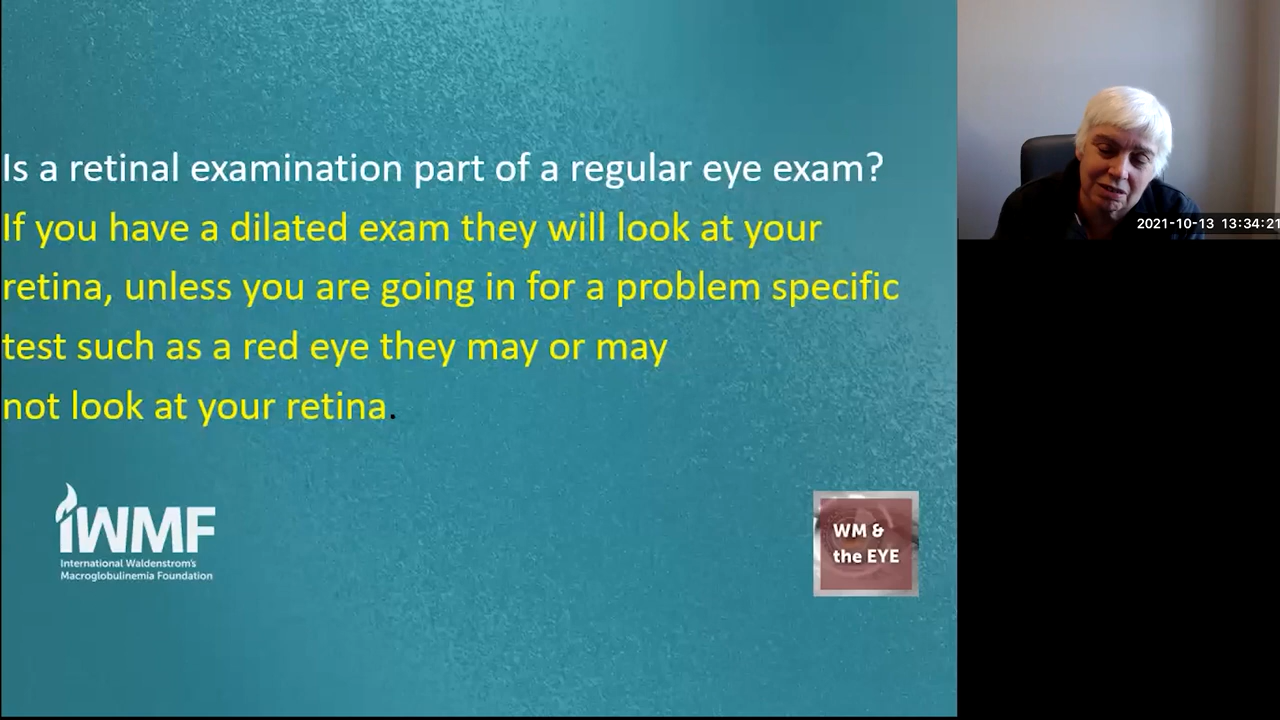 Is a retinal examination part of a regular eye exam?
If you have a dilated exam they will look at your
retina, unless you are going in for a problem specific
test such as a red eye they may or may
not look at your retina.
2021-10-13 13:34:21
iWMF
International Waldenstrom's
Macroglobulinemia Foundation
WM &
the EYE